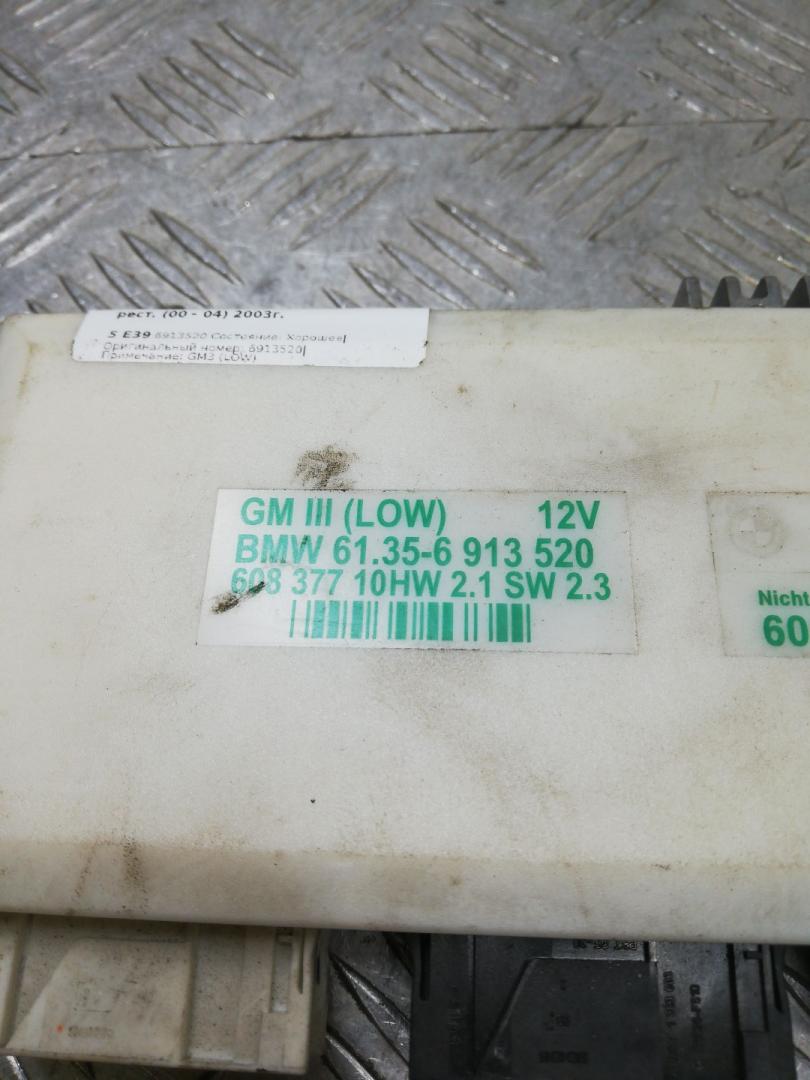 рест. (00 - 04) 2003г.
5 E39 6913520 Состояние: Хорошее|
Оригинальный номер: 6913520|
Примечание: GM3 (LOW)
GM III (LOW) 12V
BMW 61.35-6 913 520
608 377 10HW 2.1 SW 2.3
Nicht
60